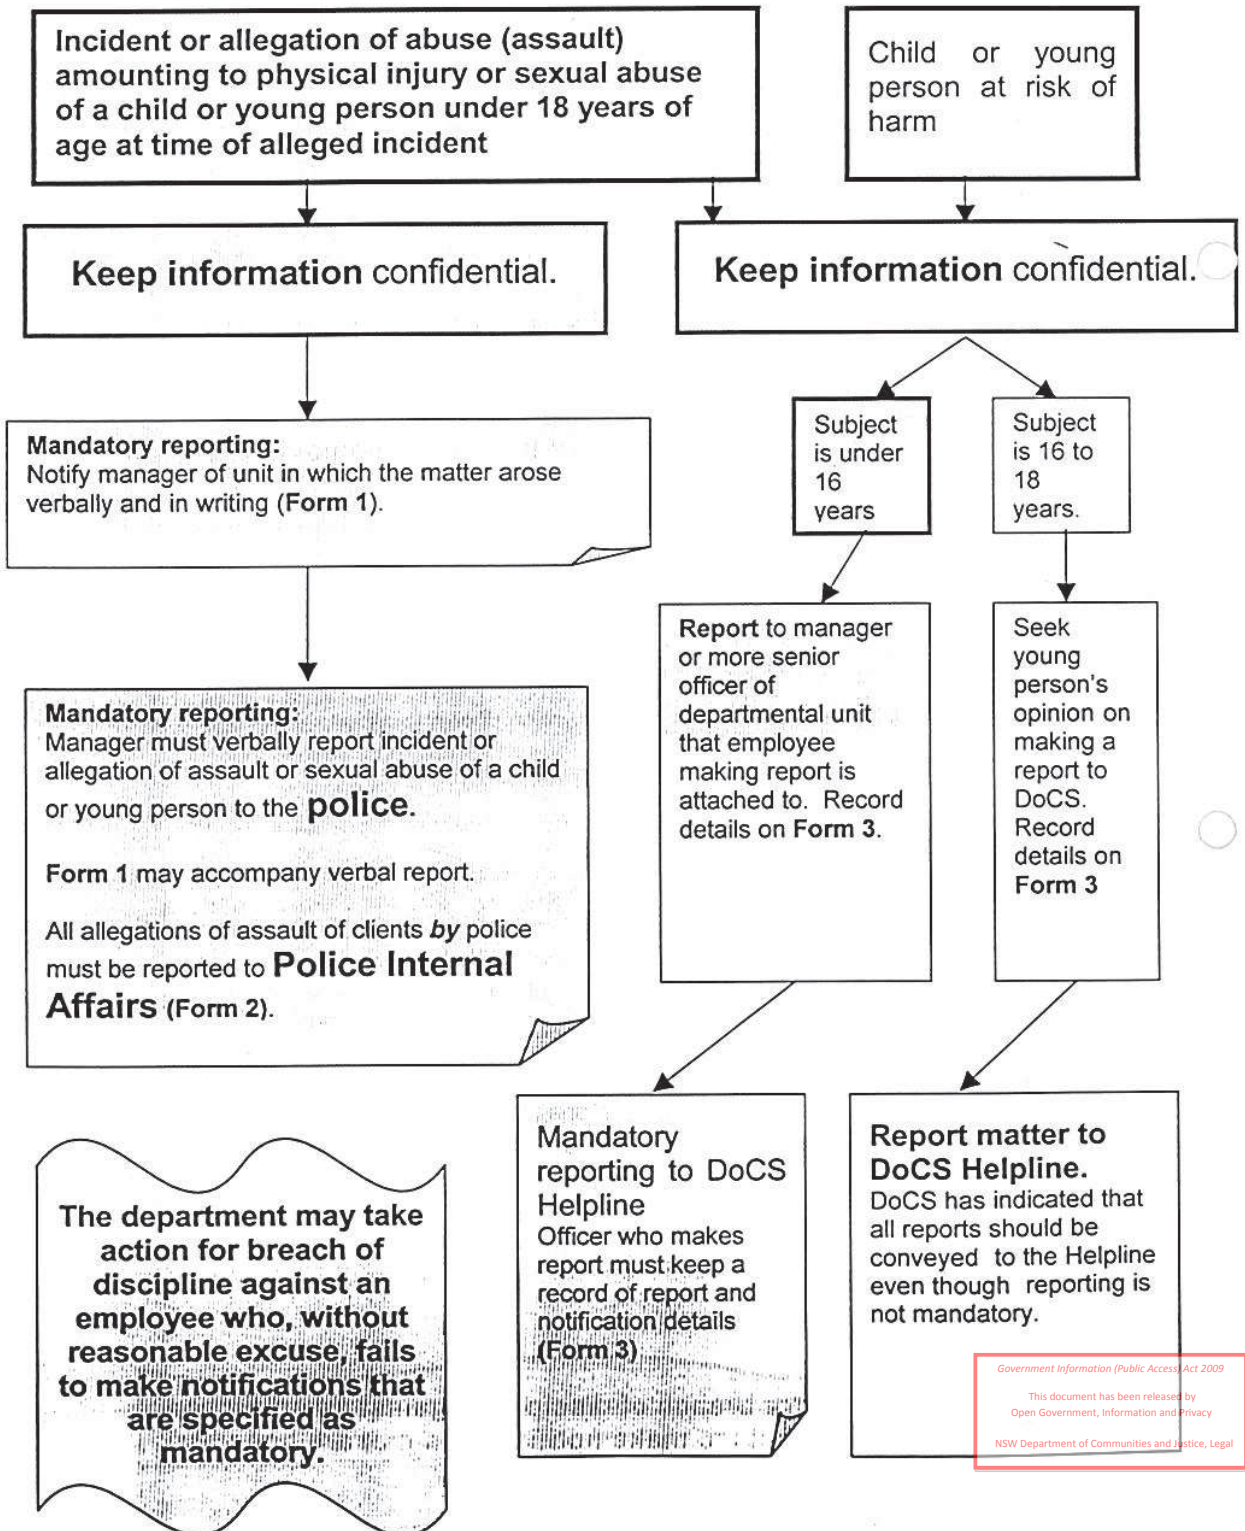 Incident or allegation of abuse (assault)
amounting to physical injury or sexual abuse
of a child or young person under 18 years of
age at time of alleged incident
Child or young
person at risk of
harm
Keep information confidential.
Keep information confidential.
Mandatory reporting:
Notify manager of unit in which the matter arose
verbally and in writing (Form 1).
Subject
is under
16
years
Subject
is 16 to
18
years.
Mandatory reporting:
Manager must verbally report incident or
allegation of assault or sexual abuse of a child
or young person to the police.
Form 1 may accompany verbal report.
All allegations of assault of clients by police
must be reported to Police Internal
Affairs (Form 2).
Report to manager
or more senior
officer of
departmental unit
that employee
making report is
attached to. Record
details on Form 3.
Seek
young
person's
opinion on
making a
report to
DoCS.
Record
details on
Form 3
The department may take
action for breach of
discipline against an
employee who, without
reasonable excuse, fails
to make notifications that
are specified as
mandatory.
Mandatory
reporting to DoCS
Helpline
Officer who makes
report must keep a
record of report and
notification details
(Form 3)
Report matter to
DoCS Helpline.
DoCS has indicated that
all reports should be
conveyed to the Helpline
even though reporting is
not mandatory.
Government Information (Public Access) Act 2009
This document has been released by
Open Government, Information and Privacy
NSW Department of Communities and Justice, Legal